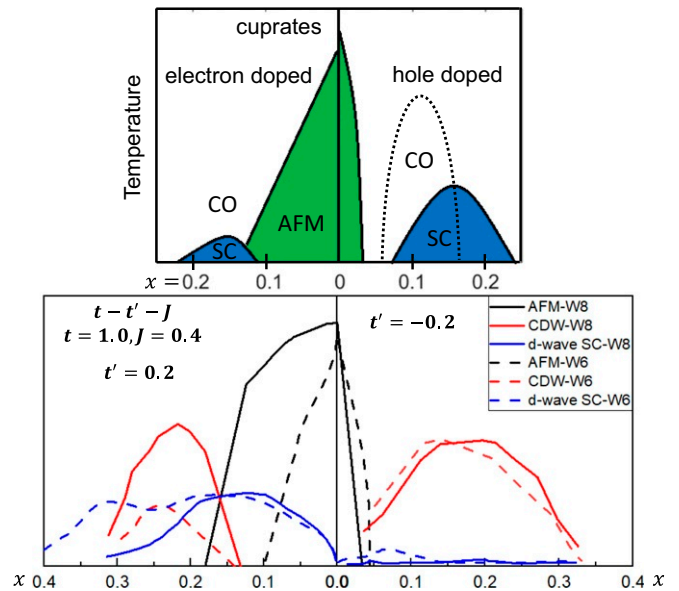 cuprates
electron doped
hole doped
Temperature
CO
CO
AFM
SC
SC
x = 0.2 0.1 0 0.1 0.2
t − t′ − J
t = 1.0, J = 0.4
t′ = 0.2
t′ = −0.2
AFM-W8
CDW-W8
d-wave SC-W8
AFM-W6
CDW-W6
d-wave SC-W6
x 0.4 0.3 0.2 0.1 0.0 0.1 0.2 0.3 0.4 x